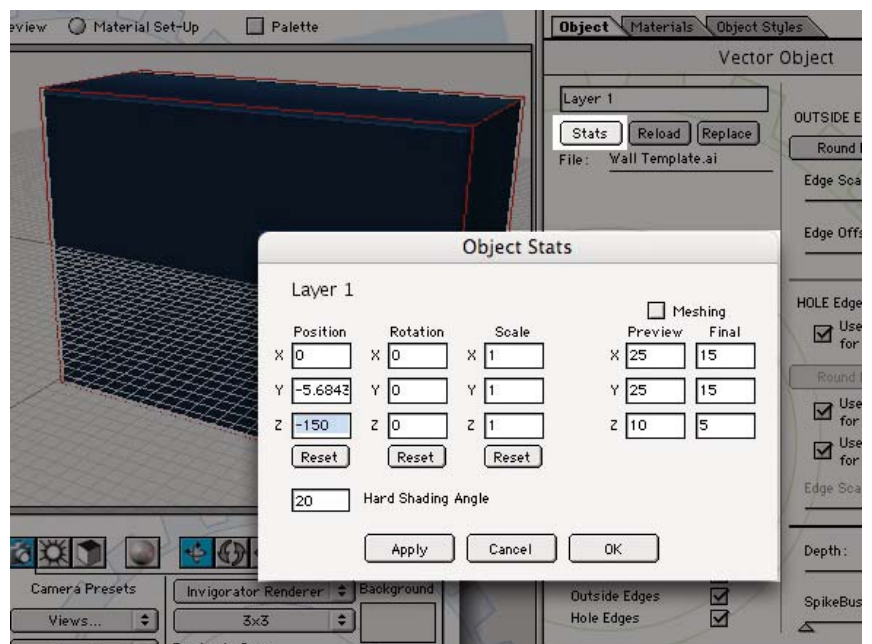 eview Material Set-Up Palette
Object Materials Object Styles
Vector Object
Layer 1
Stats Reload Replace
File: Wall Template.ai
OUTSIDE E
Round
Edge Sca
Edge Offs
HOLE Edge
Use
for
Round
Use
for
Use
for
Edge Sca
Depth:
SpikeBus
Object Stats
Layer 1
Meshing
Position Rotation Scale Preview Final
X 0 X 0 X 1 X 25 15
Y -5.6843 Y 0 Y 1 Y 25 15
Z -150 Z 0 Z 1 Z 10 5
Reset Reset Reset
20 Hard Shading Angle
Apply Cancel OK
Camera Presets Invigorator Renderer Background
Views... 3x3
Outside Edges
Hole Edges